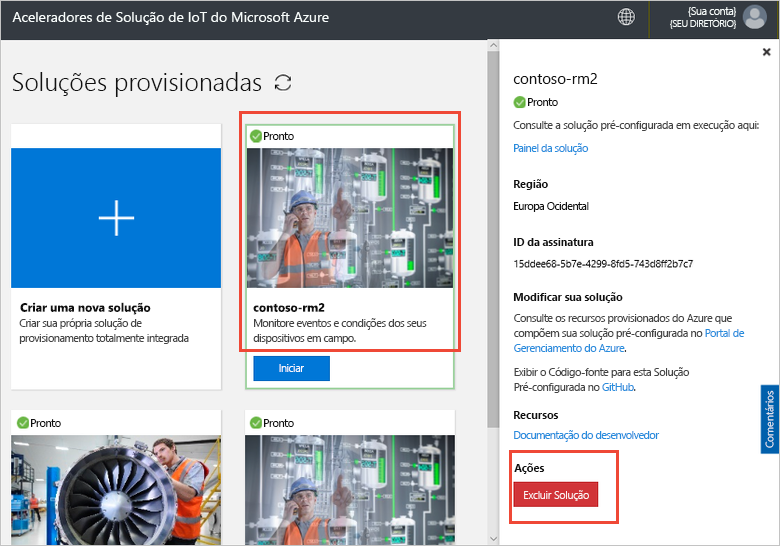 Aceleradores de Solução de IoT do Microsoft Azure
{Sua conta}
{SEU DIRETÓRIO}
Soluções provisionadas
Criar uma nova solução
Criar sua própria solução de
provisionamento totalmente integrada
Pronto
contoso-rm2
Monitore eventos e condições dos seus
dispositivos em campo.
Iniciar
Pronto
Pronto
contoso-rm2
Pronto
Consulte a solução pré-configurada em execução aqui:
Painel da solução
Região
Europa Ocidental
ID da assinatura
15ddee68-5b7e-4299-8fd5-743d8ff2b7c7
Modificar sua solução
Consulte os recursos provisionados do Azure que
compõem sua solução pré-configurada no Portal de
Gerenciamento do Azure.
Exibir o Código-fonte para esta Solução
Pré-configurada no GitHub.
Recursos
Documentação do desenvolvedor
Ações
Excluir Solução
Comentários